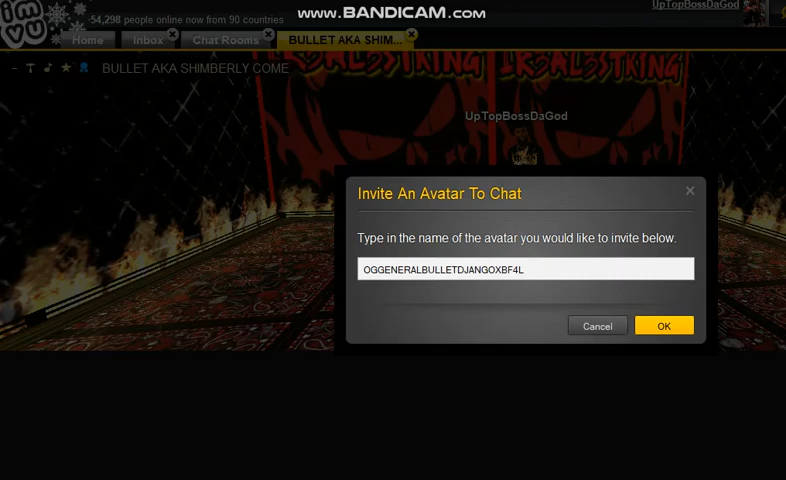 www.BANDICAM.com
UpTopBossDaGod
imvu
54,298 people online now from 90 countries
Home
Inbox
Chat Rooms
BULLET AKA SHIM...
BULLET AKA SHIMBERLY COME
UpTopBossDaGod
Invite An Avatar To Chat
Type in the name of the avatar you would like to invite below.
OGGENERALBULLETDJANGOXBF4L
Cancel
OK